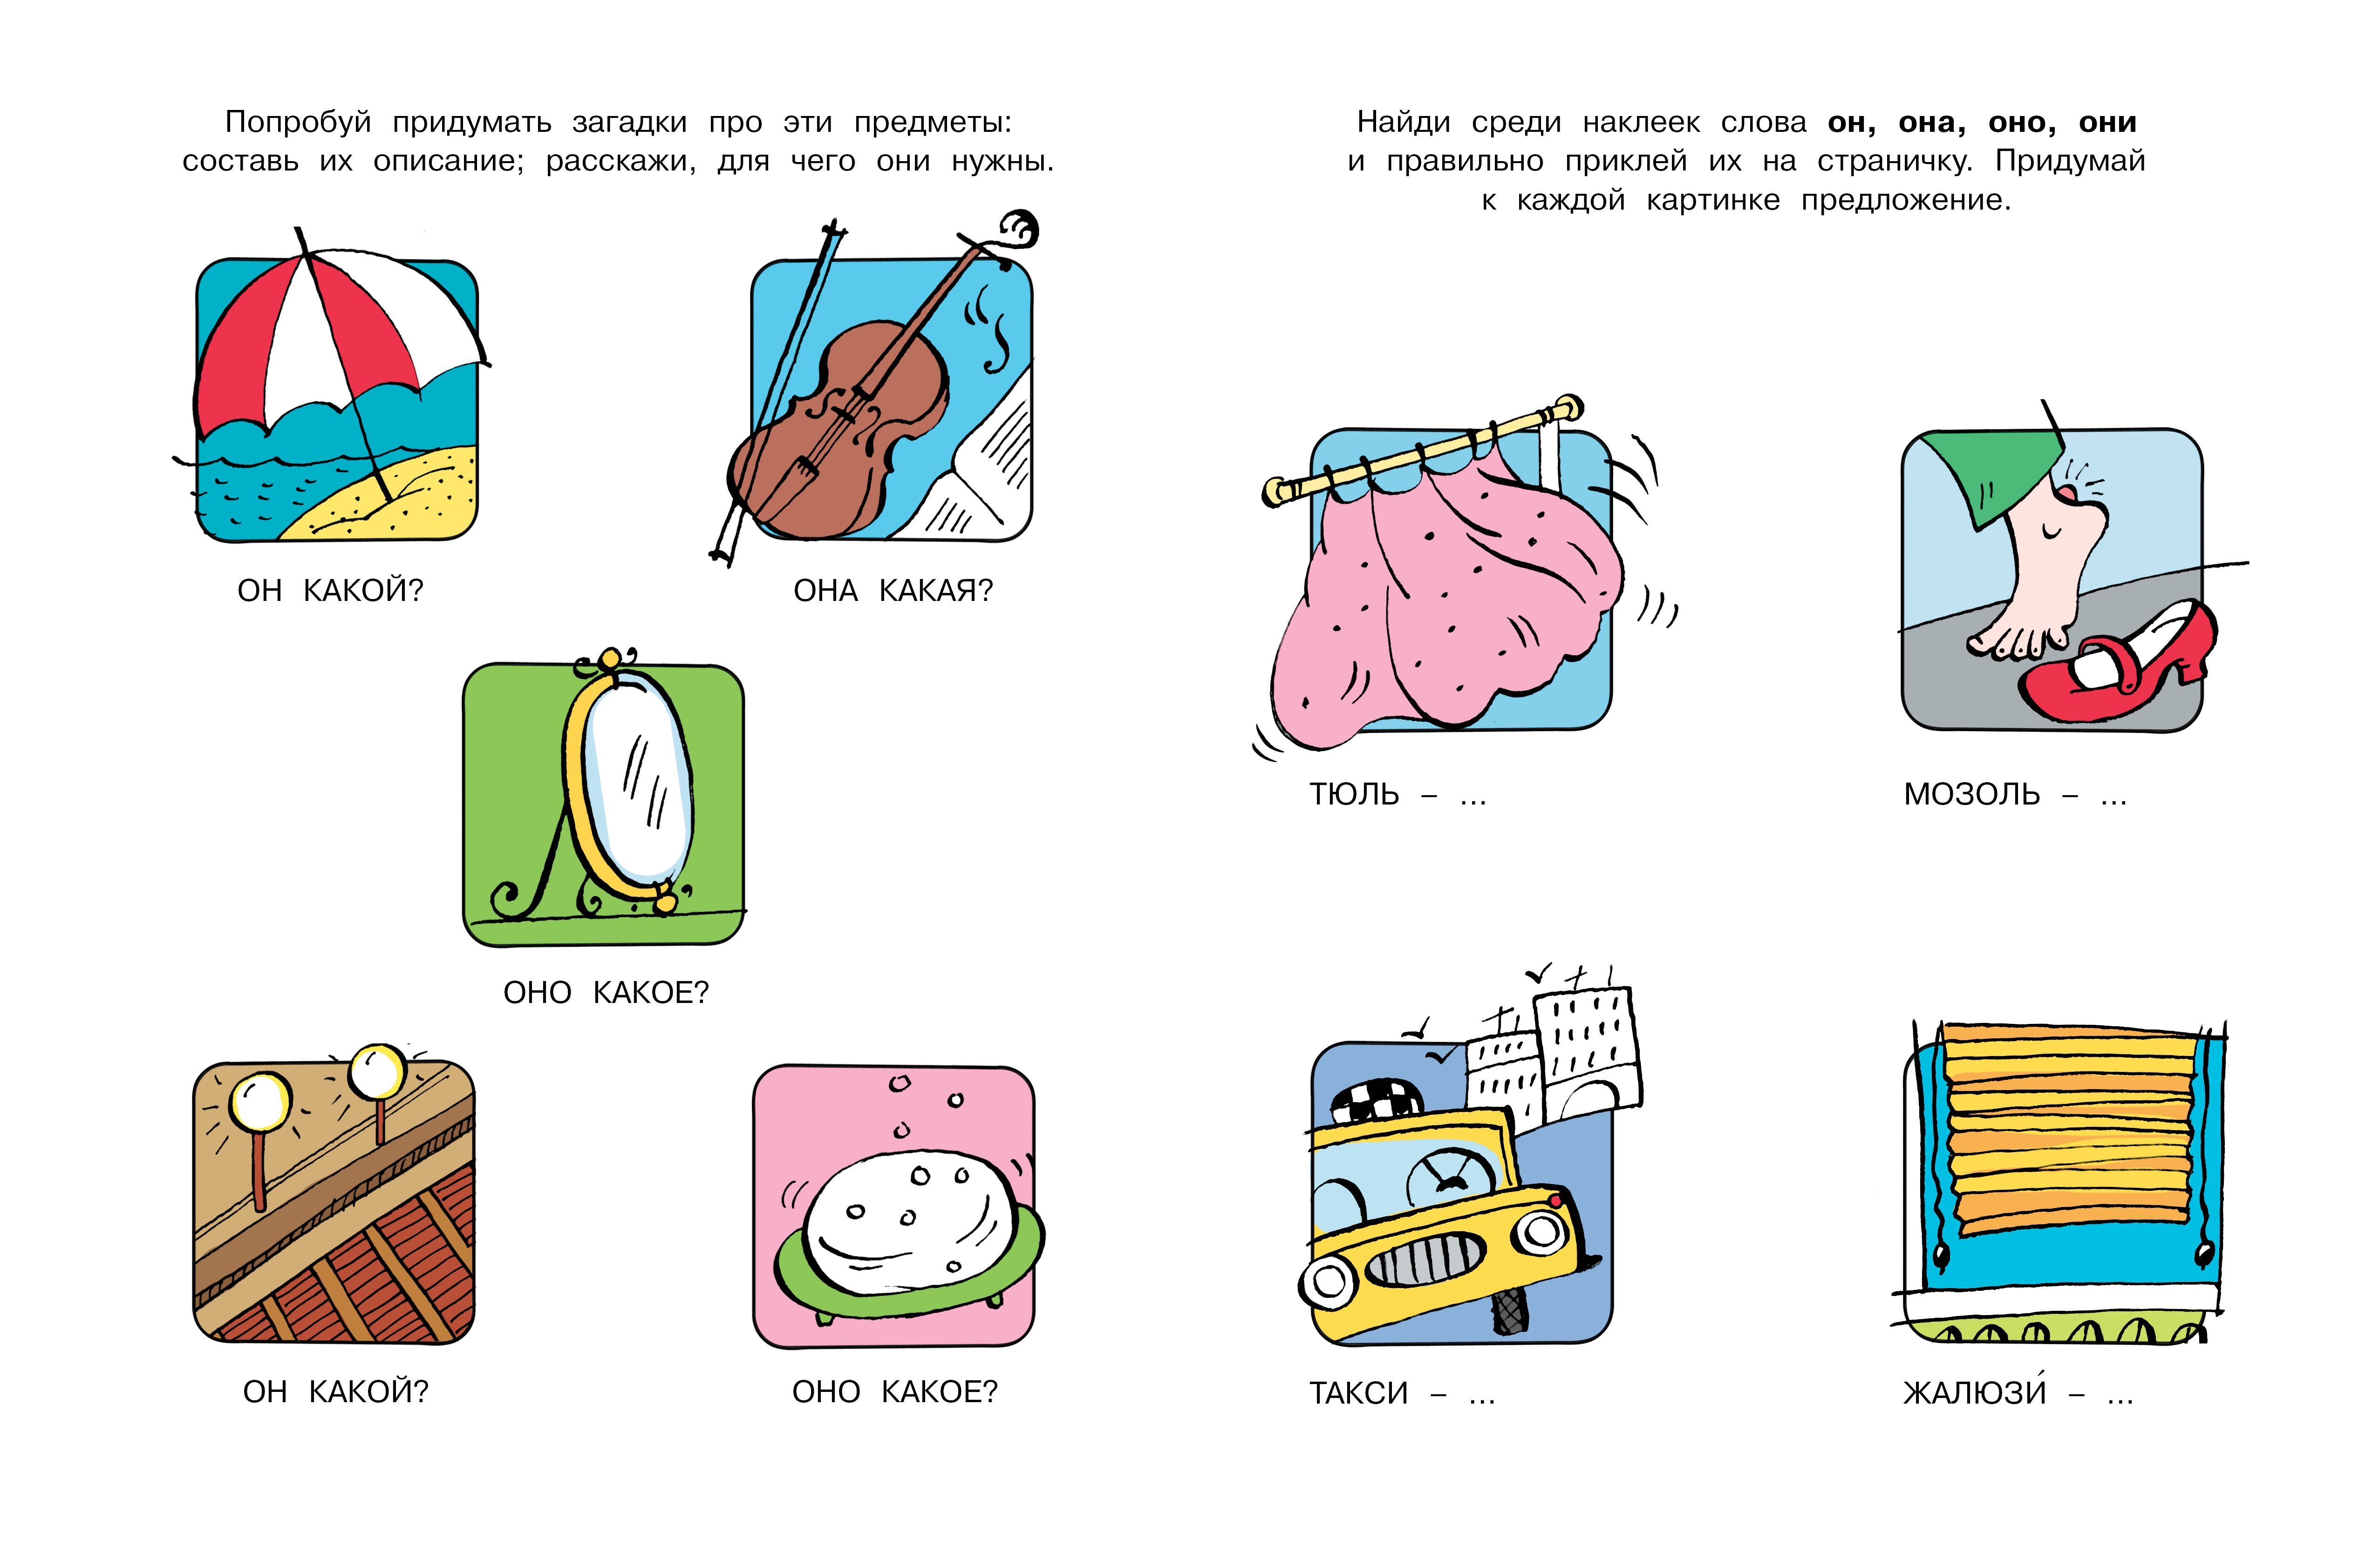 Попробуй придумать загадки про эти предметы:
составь их описание; расскажи, для чего они нужны.
ОН КАКОЙ?
ОНА КАКАЯ?
ОНО КАКОЕ?
ОН КАКОЙ?
ОНО КАКОЕ?
Найди среди наклеек слова он, она, оно, они
и правильно приклей их на страничку. Придумай
к каждой картинке предложение.
ТЮЛЬ – ...
МОЗОЛЬ – ...
ТАКСИ – ...
ЖАЛЮЗИ́ – ...